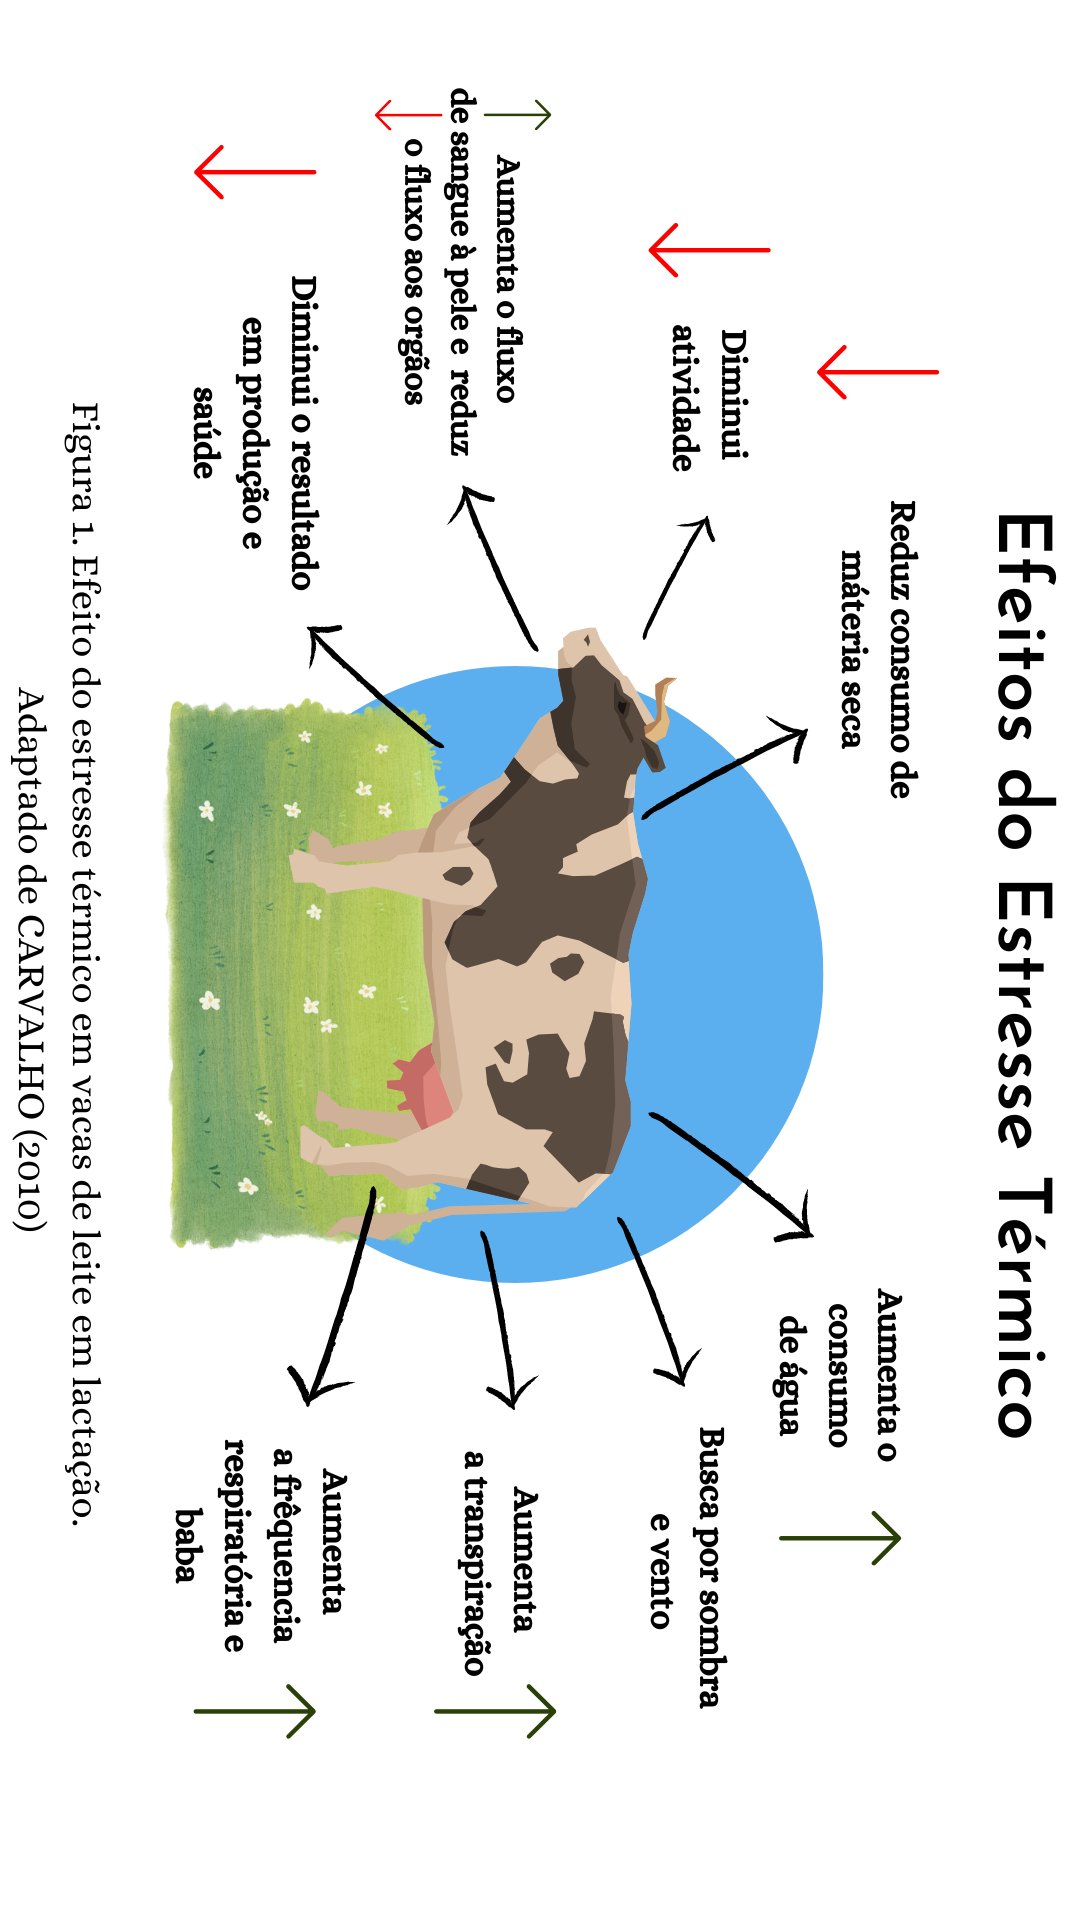 Efeitos do Estresse Térmico
Reduz consumo de
máteria seca
Diminui
atividade
Aumenta o fluxo
de sangue à pele e reduz
o fluxo aos orgãos
Diminui o resultado
em produção e
saúde
Aumenta o
consumo
de água
Busca por sombra
e vento
Aumenta
a transpiração
Aumenta
a frêquencia
respiratória e
baba
Figura 1. Efeito do estresse térmico em vacas de leite em lactação.
Adaptado de CARVALHO (2010)